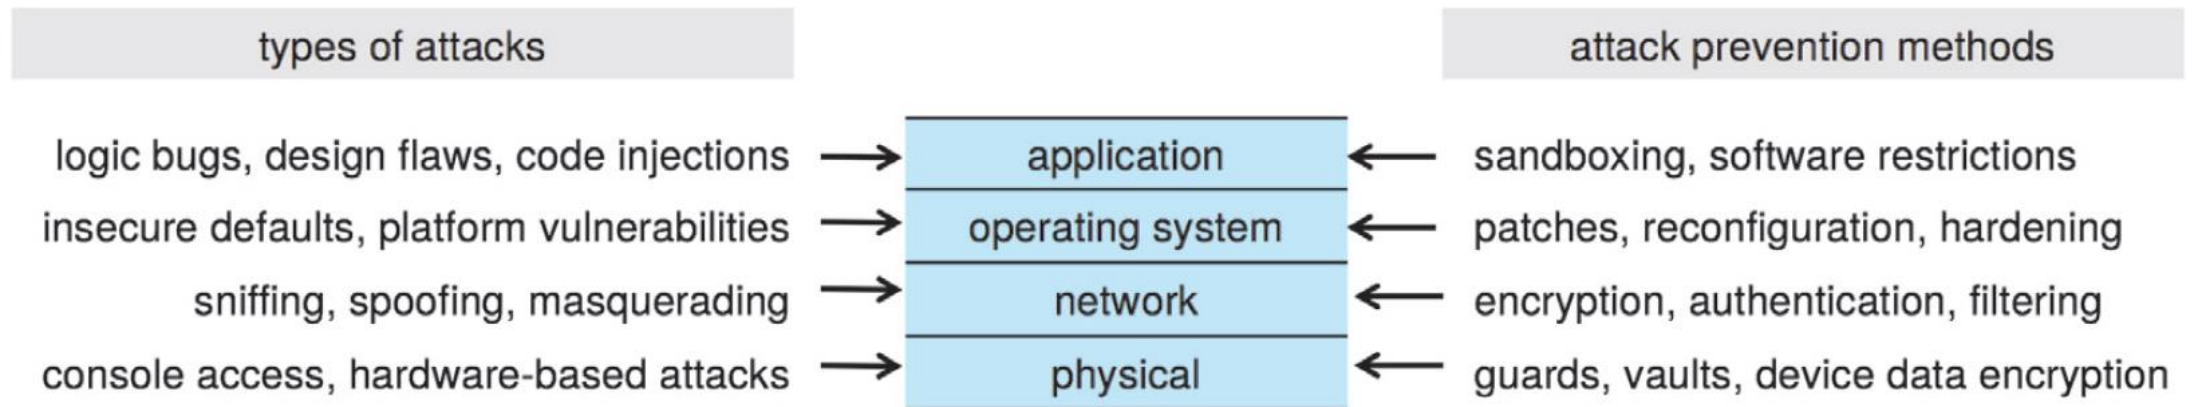 types of attacks
attack prevention methods
logic bugs, design flaws, code injections
application
sandboxing, software restrictions
insecure defaults, platform vulnerabilities
operating system
patches, reconfiguration, hardening
sniffing, spoofing, masquerading
network
encryption, authentication, filtering
console access, hardware-based attacks
physical
guards, vaults, device data encryption